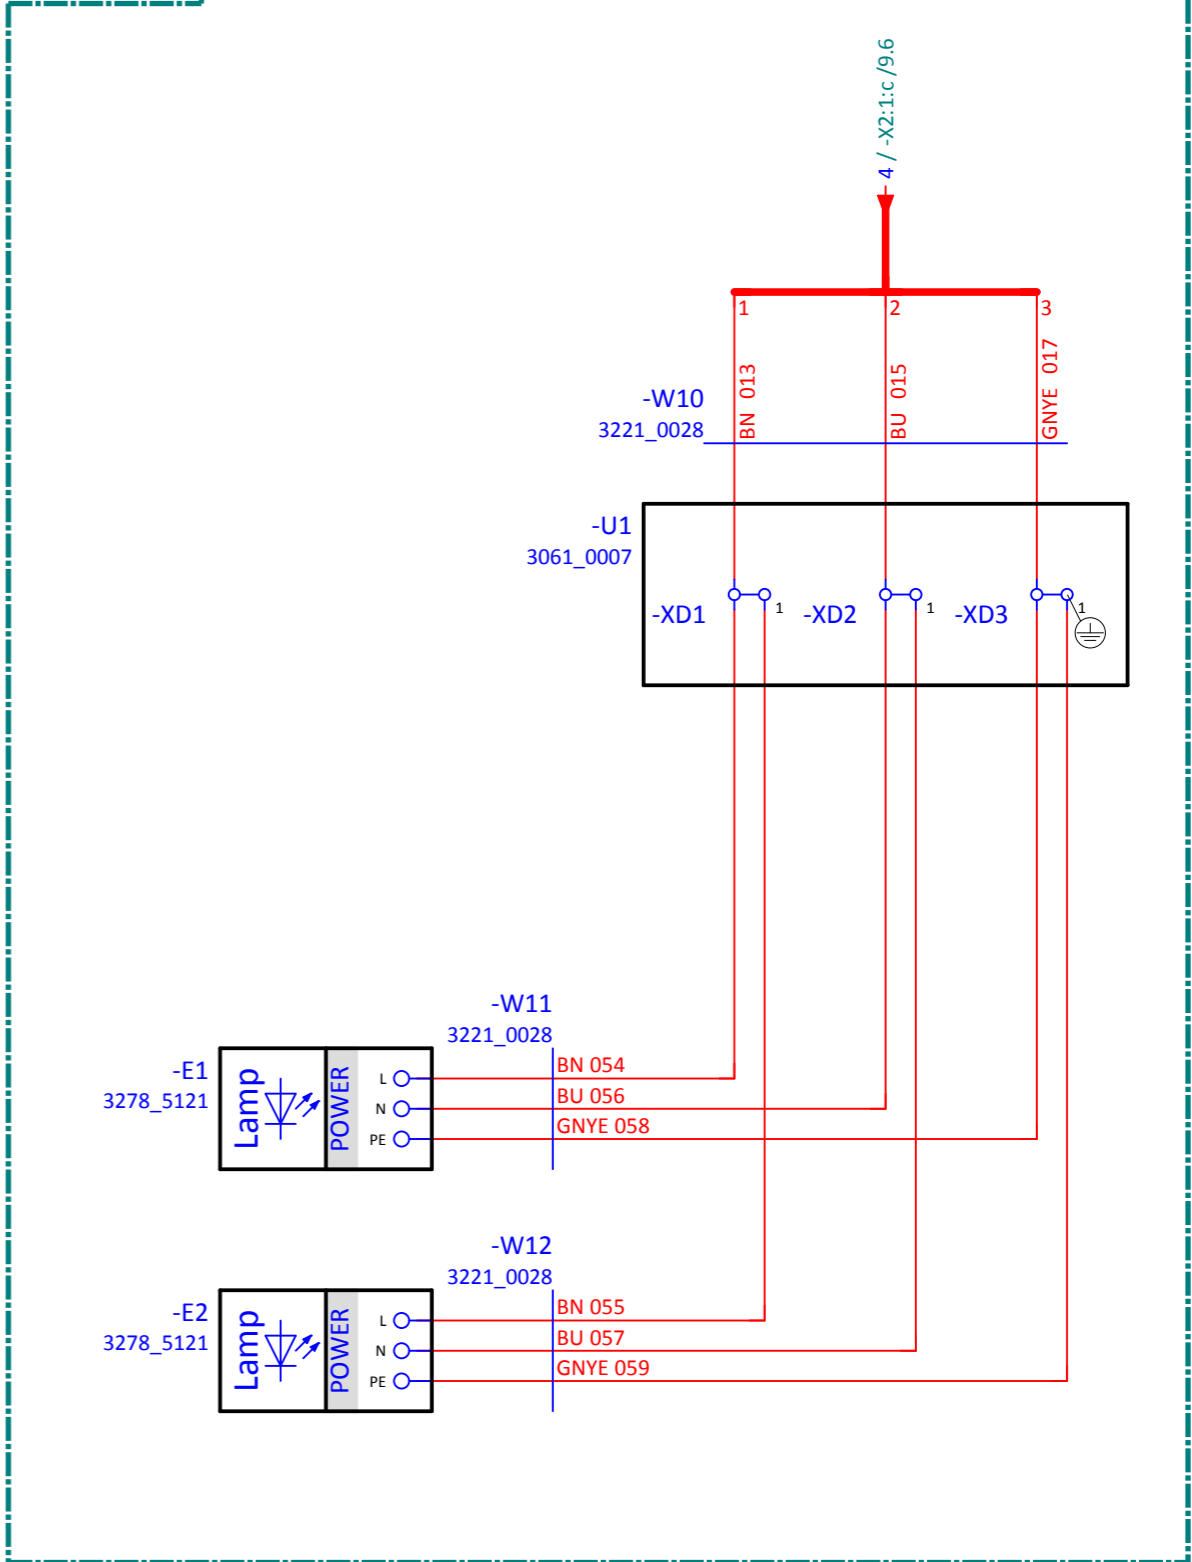 4 / -X2:1:c /9.6
1
2
3
BN 013
BU 015
GNYE 017
-W10
3221_0028
-U1
3061_0007
-XD1
1
-XD2
1
-XD3
1
-W11
3221_0028
-E1
3278_5121
Lamp
POWER
L
N
PE
BN 054
BU 056
GNYE 058
-W12
3221_0028
-E2
3278_5121
Lamp
POWER
L
N
PE
BN 055
BU 057
GNYE 059